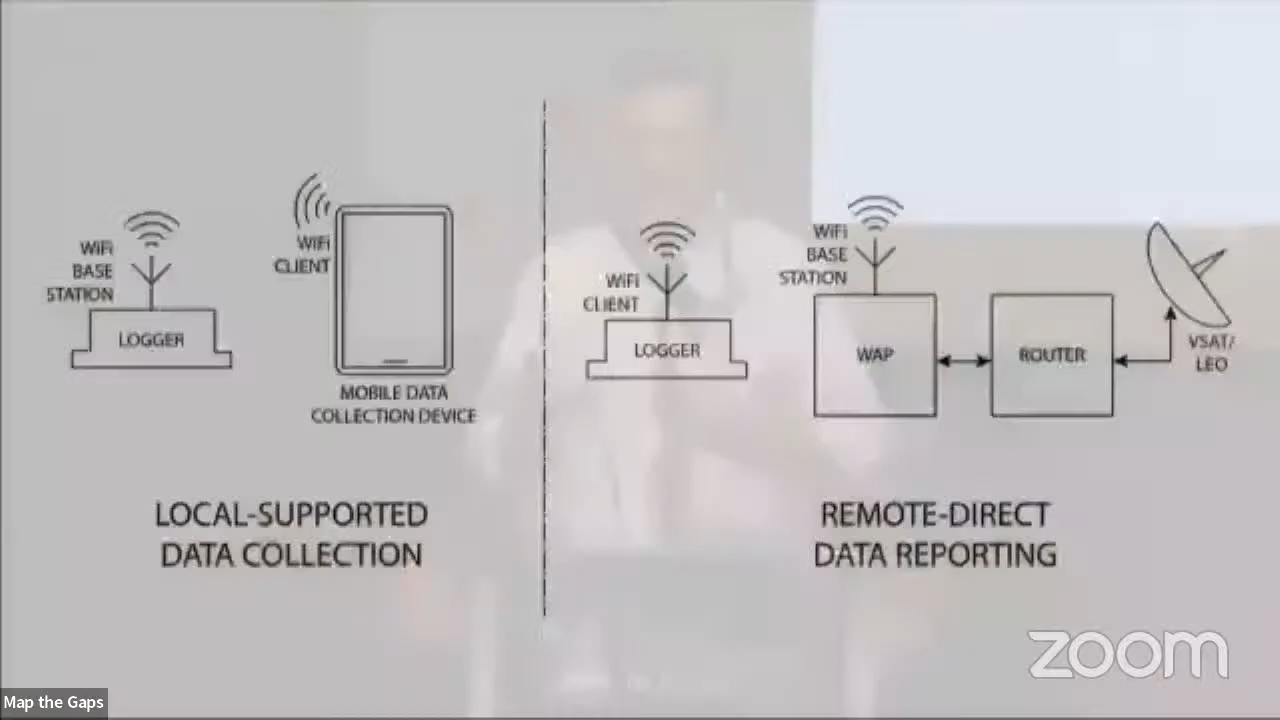 WiFi
BASE
STATION
LOGGER
WiFi
CLIENT
MOBILE DATA
COLLECTION DEVICE
LOCAL-SUPPORTED
DATA COLLECTION
WiFi
CLIENT
LOGGER
WiFi
BASE
STATION
WAP
ROUTER
VSAT/
LEO
REMOTE-DIRECT
DATA REPORTING
zoom
Map the Gaps